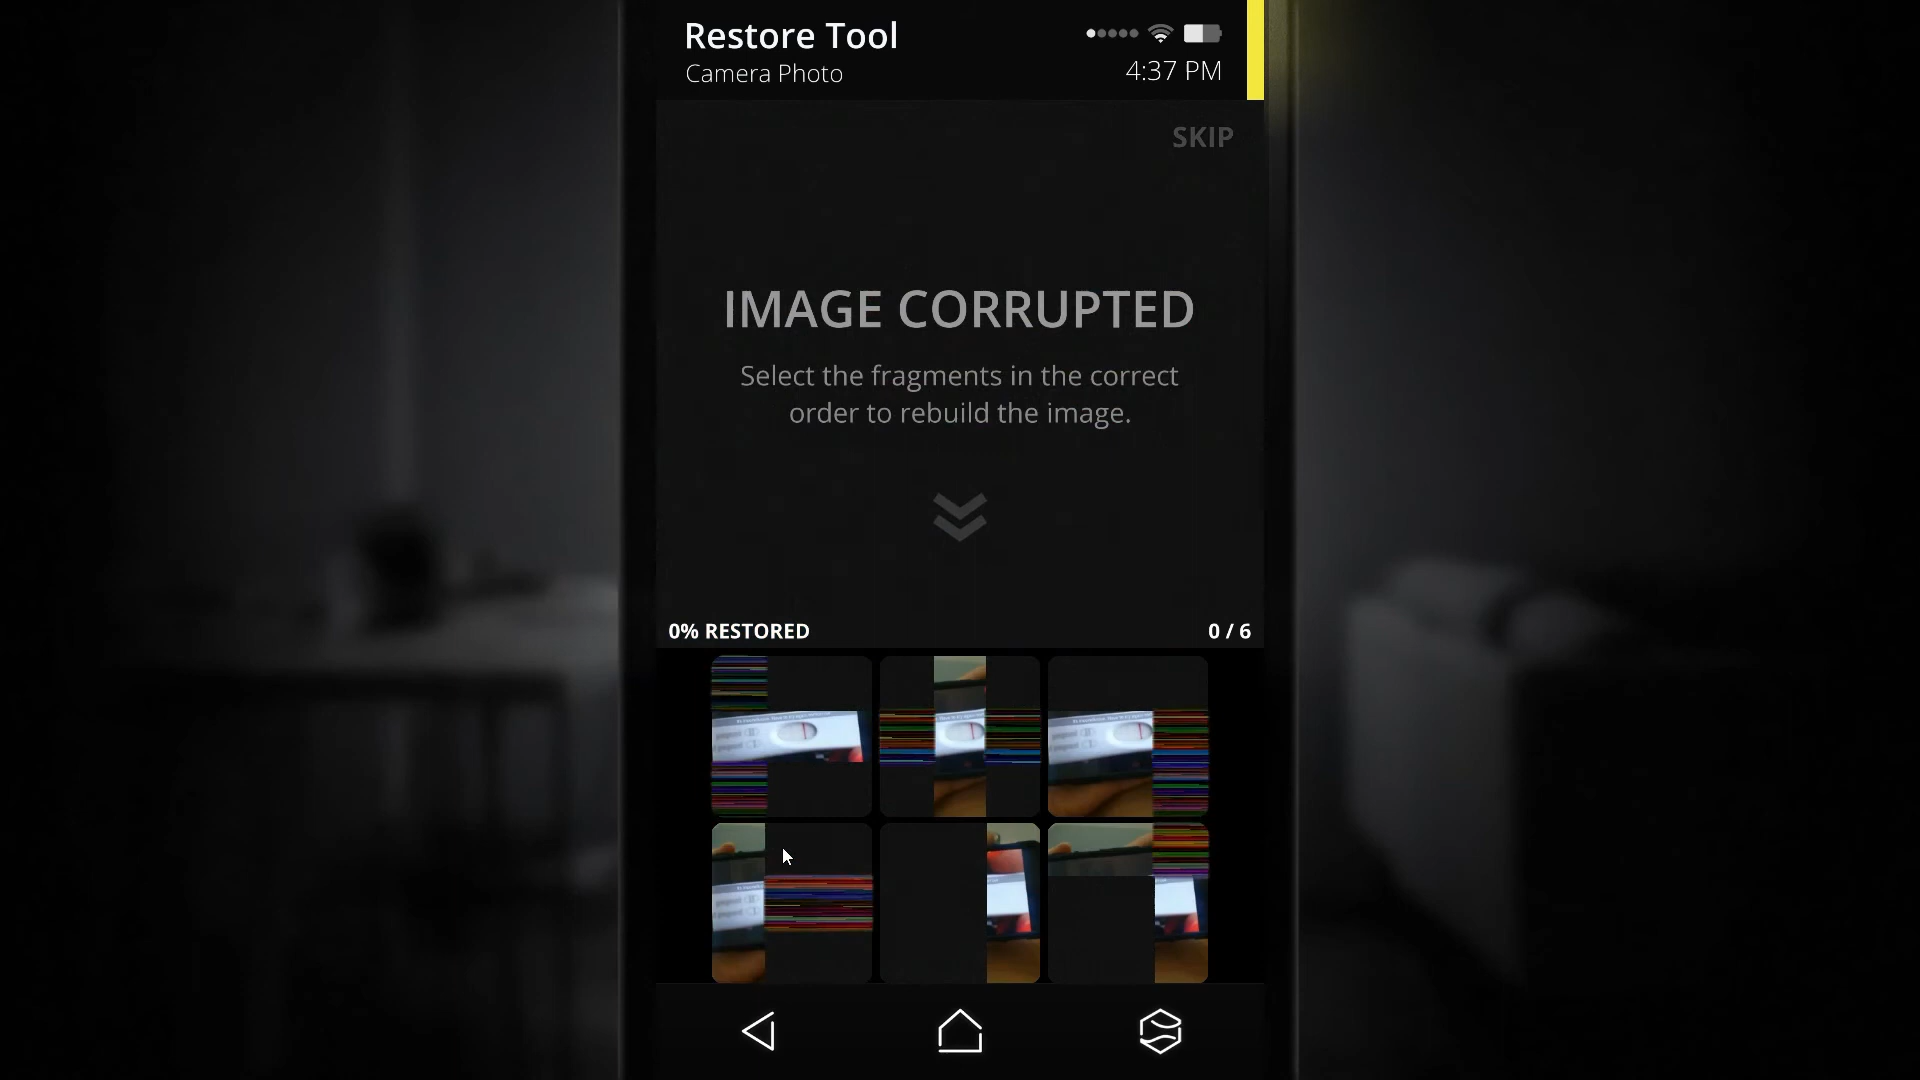 Restore Tool
Camera Photo
4:37 PM
SKIP
IMAGE CORRUPTED
Select the fragments in the correct
order to rebuild the image.
0% RESTORED
0 / 6